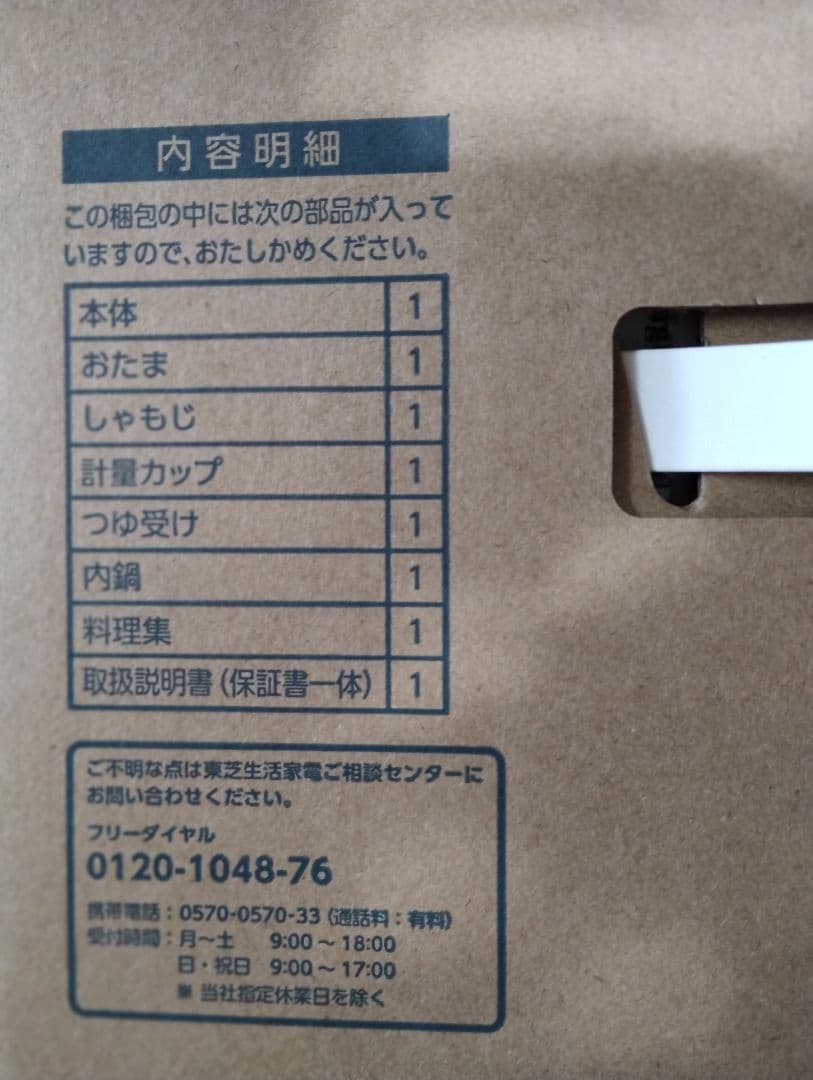 内容明細
この梱包の中には次の部品が入って
いますので、おたしかめください。
本体 1
おたま 1
しゃもじ 1
計量カップ 1
つゆ受け 1
内鍋 1
料理集 1
取扱説明書(保証書一体) 1
ご不明な点は東芝生活家電ご相談センターに
お問い合わせください。
フリーダイヤル
0120-1048-76
携帯電話:0570-0570-33(通話料:有料)
受付時間:月~土 9:00~18:00
日・祝日 9:00~17:00
※ 当社指定休業日を除く